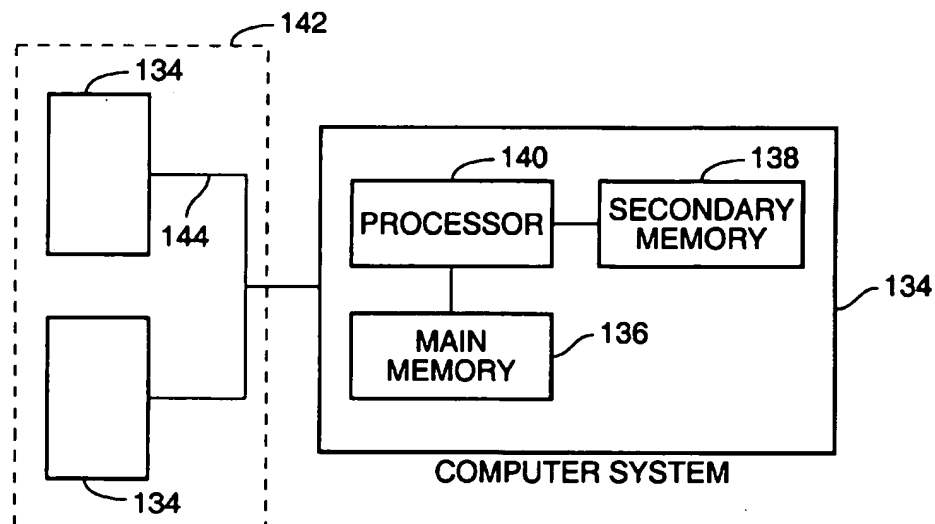 142
134
140
138
PROCESSOR
SECONDARY
MEMORY
144
134
MAIN
MEMORY
136
COMPUTER SYSTEM
134